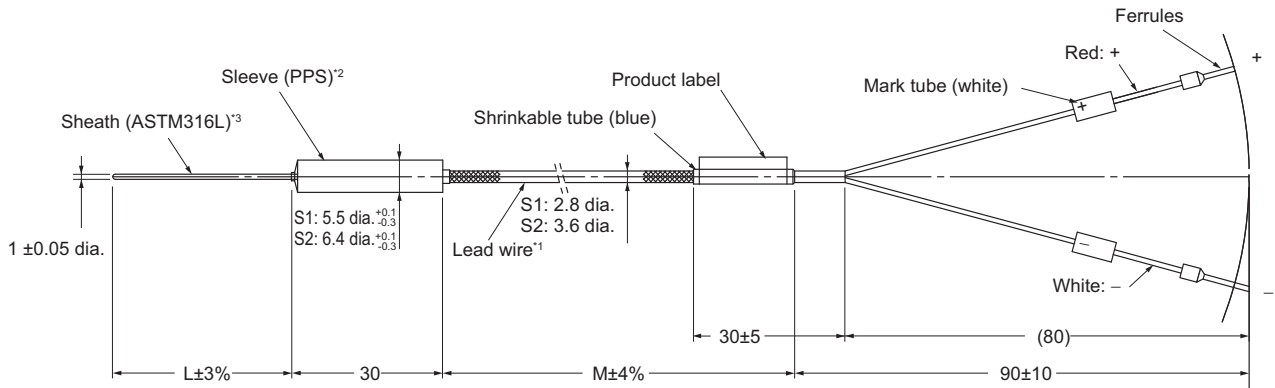 Ferrules
Red: +
+
Sleeve (PPS)*2
Product label
Mark tube (white)
+
Sheath (ASTM316L)*3
Shrinkable tube (blue)
S1: 5.5 dia. +0.1 -0.3
S2: 6.4 dia. +0.1 -0.3
S1: 2.8 dia.
S2: 3.6 dia.
1 ±0.05 dia.
Lead wire*1
−
White: −
−
30±5
(80)
L±3%
30
M±4%
90±10